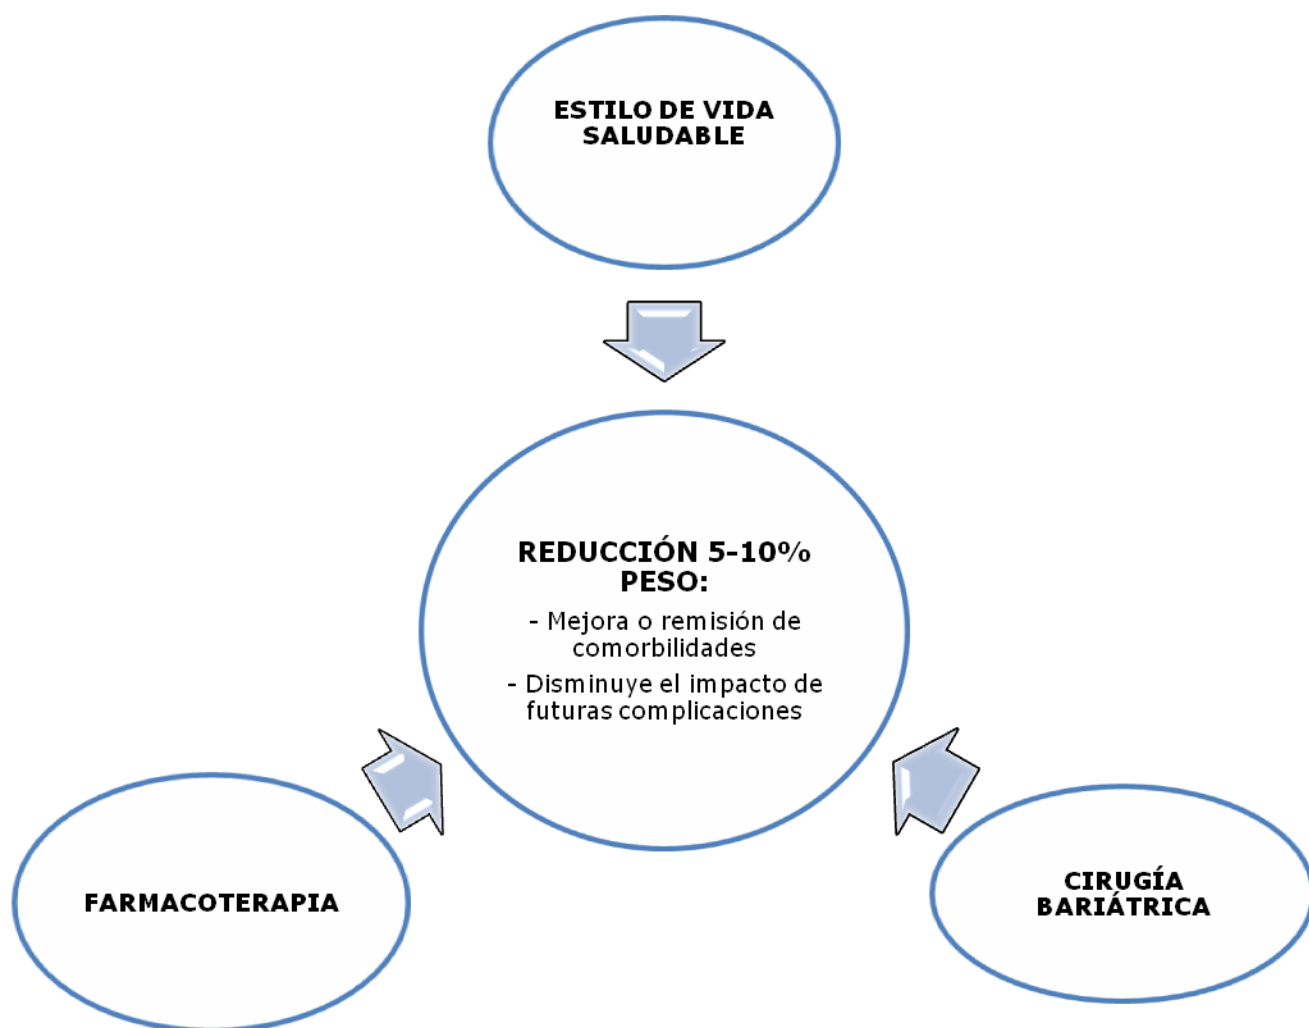 ESTILO DE VIDA
SALUDABLE
REDUCCIÓN 5-10%
PESO:
- Mejora o remisión de
comorbilidades
- Disminuye el impacto de
futuras complicaciones
FARMACOTERAPIA
CIRUGÍA
BARIÁTRICA